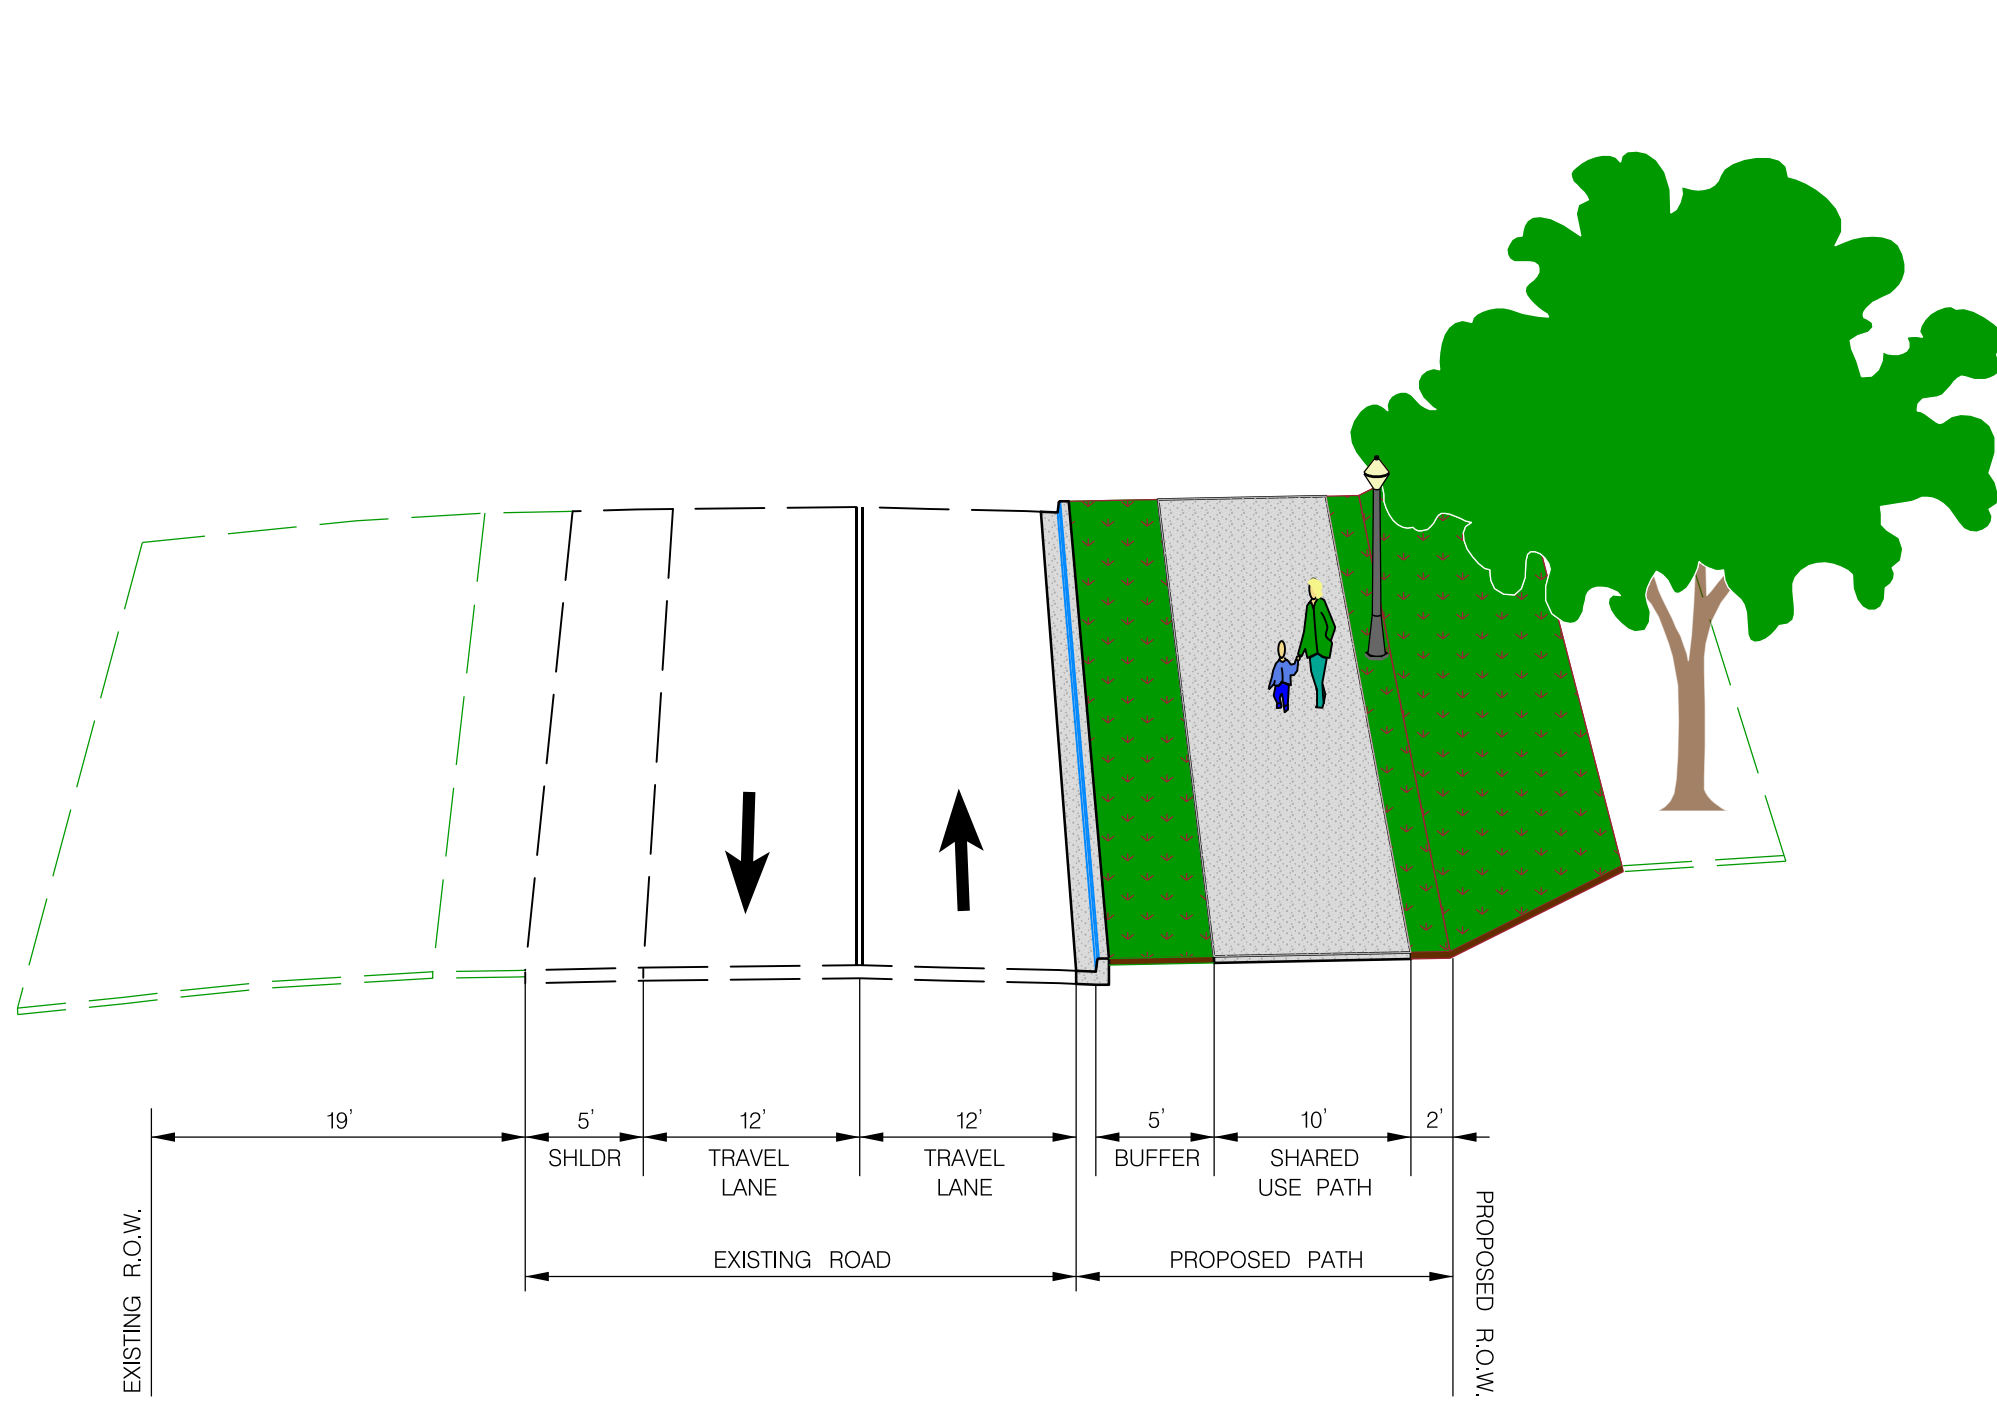 19'
5'
12'
12'
5'
10'
2'
SHLDR
TRAVEL
LANE
TRAVEL
LANE
BUFFER
SHARED
USE PATH
EXISTING ROAD
PROPOSED PATH
EXISTING R.O.W.
PROPOSED R.O.W.